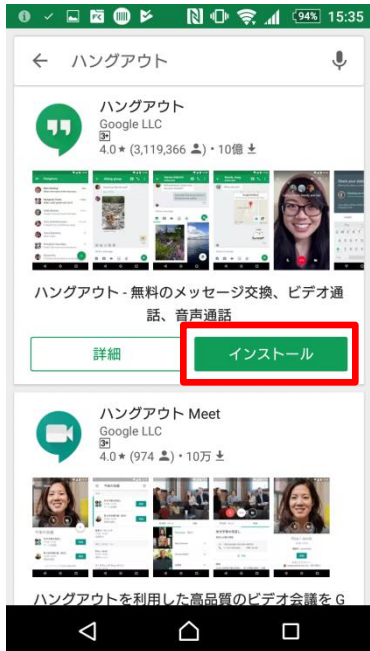 94% 15:35
ハングアウト
ハングアウト
Google LLC
3+
4.0★ (3,119,366 ) • 10億
ハングアウト - 無料のメッセージ交換、ビデオ通
話、音声通話
詳細
インストール
ハングアウト Meet
Google LLC
3+
4.0★ (974 ) • 10万
ハングアウトを利用した高品質のビデオ会議を G